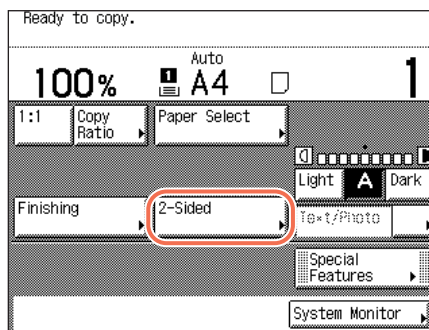 Ready to copy.
Auto
100% 1 A4 1
1:1 Copy Ratio Paper Select
Light A Dark
Finishing 2-Sided Text/Photo
Special
Features
System Monitor